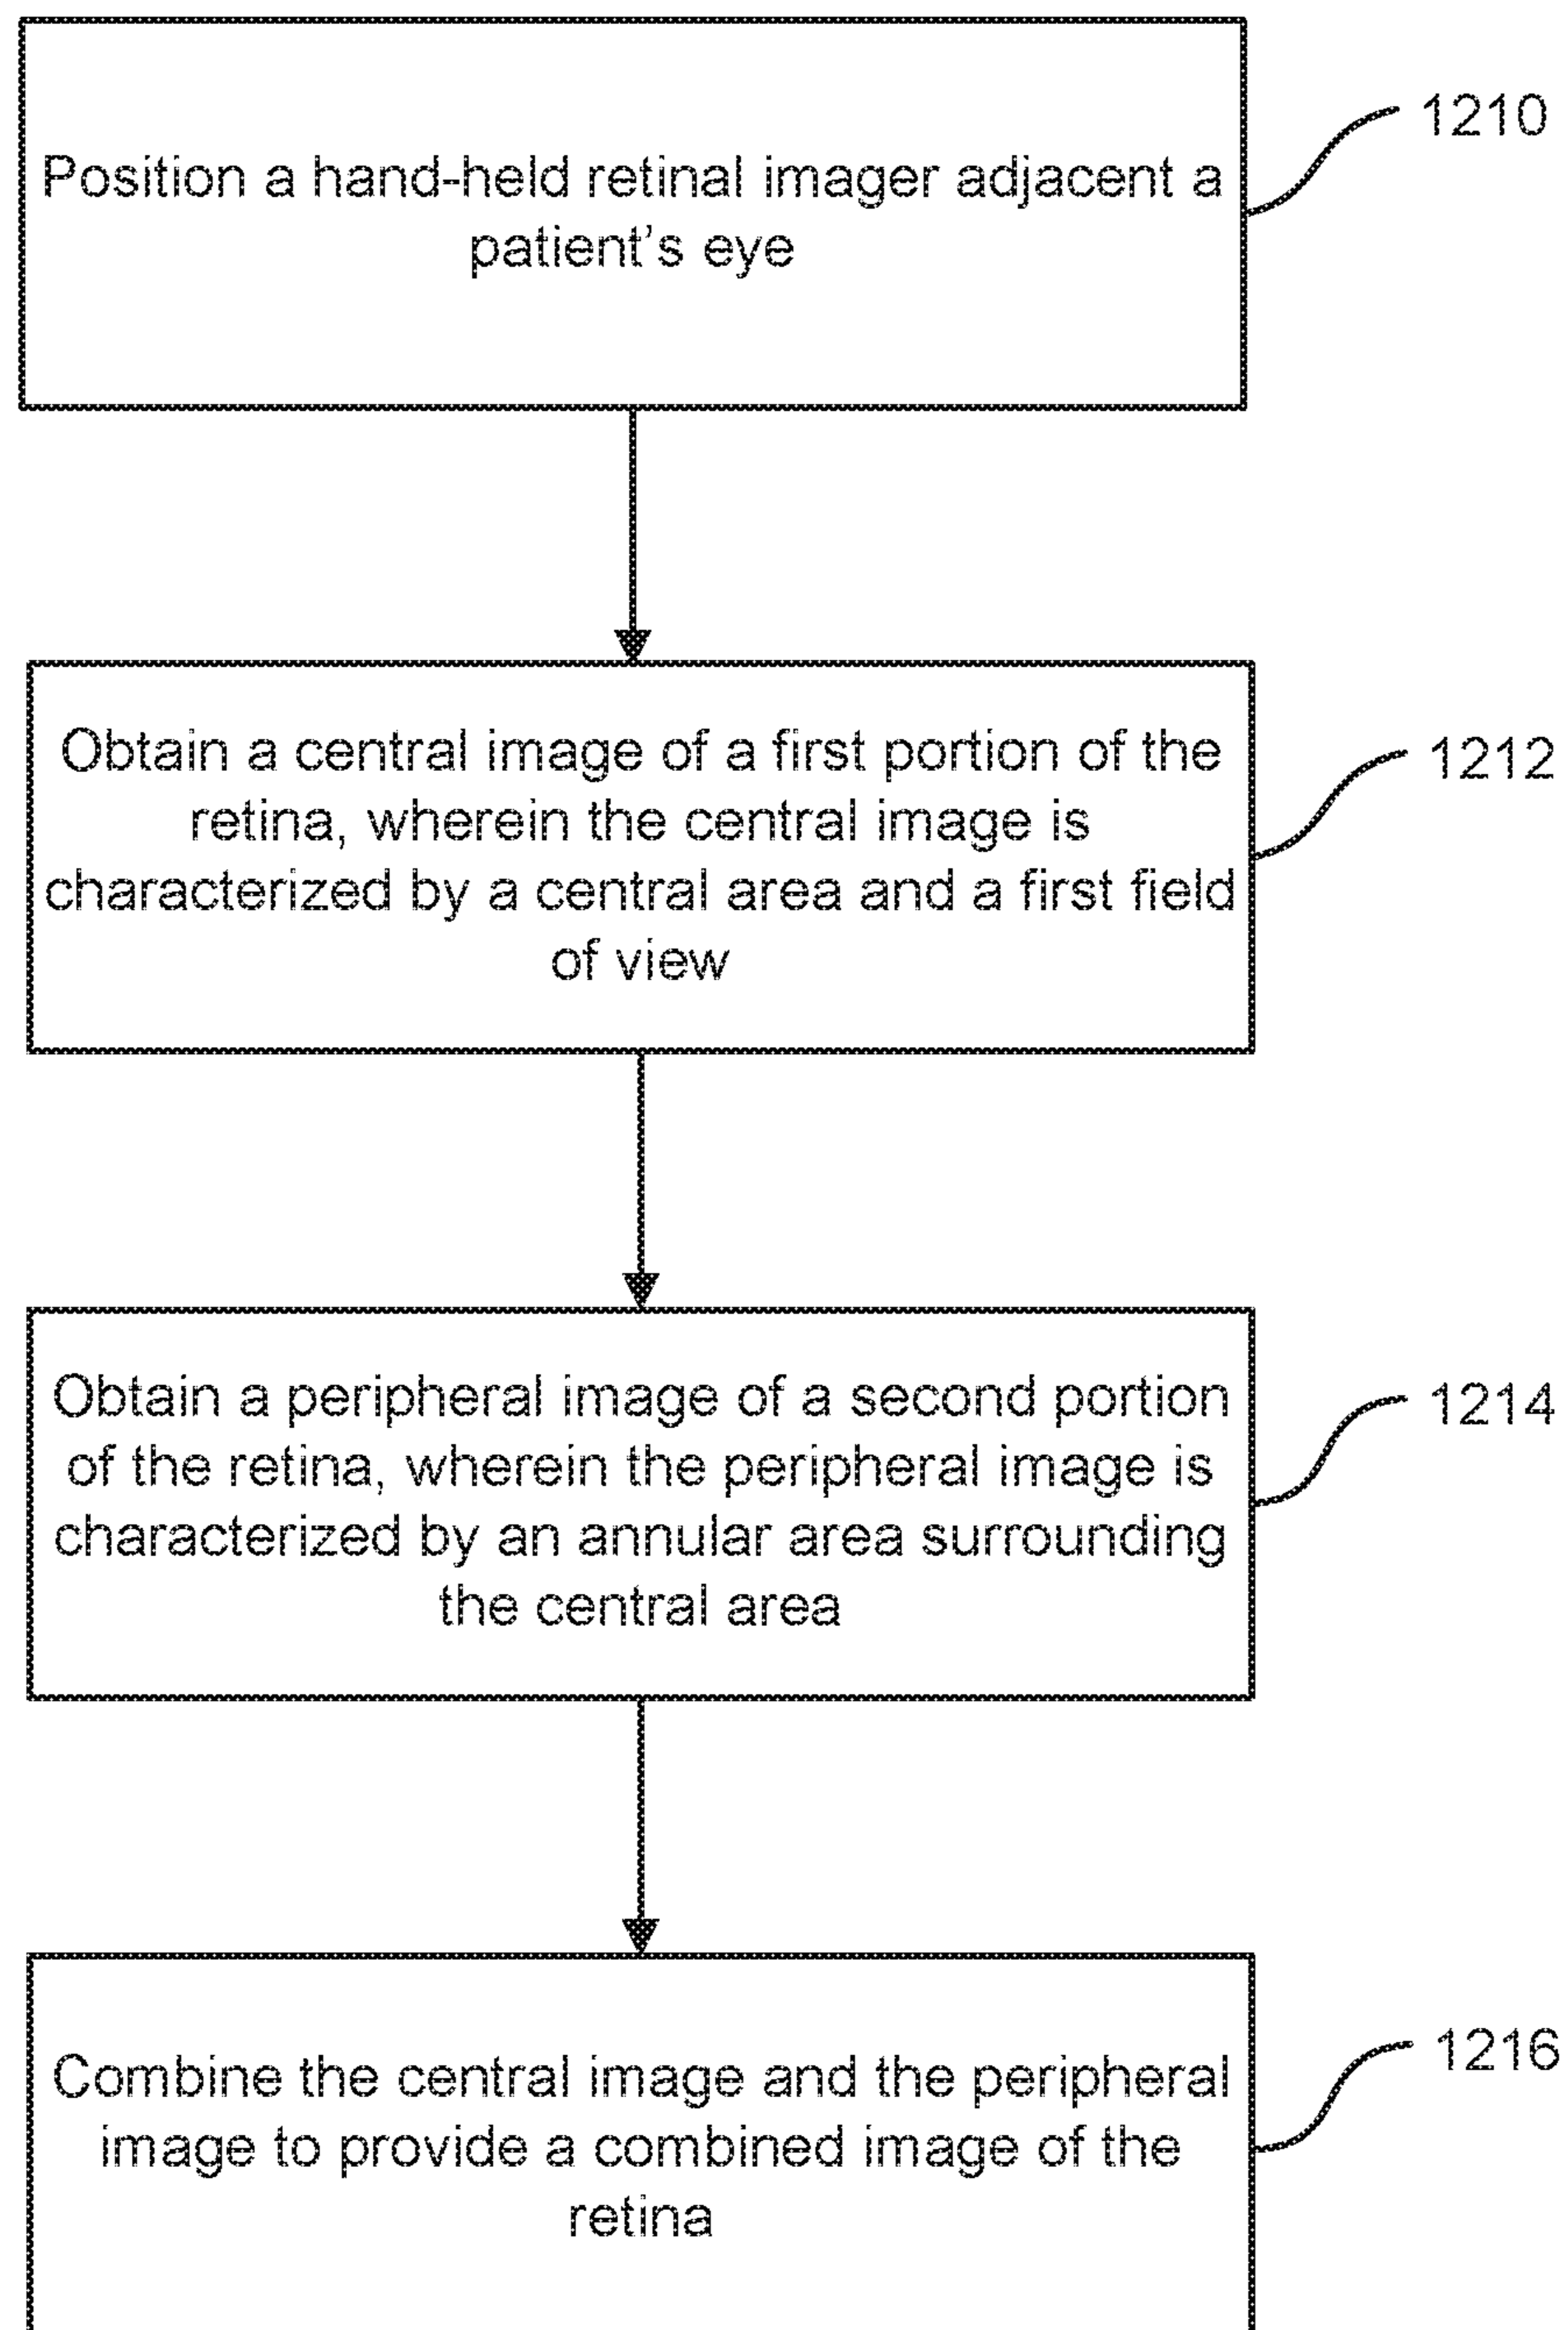 1210
Position a hand-held retinal imager adjacent a
patient's eye
1212
Obtain a central image of a first portion of the
retina, wherein the central image is
characterized by a central area and a first field
of view
1214
Obtain a peripheral image of a second portion
of the retina, wherein the peripheral image is
characterized by an annular area surrounding
the central area
1216
Combine the central image and the peripheral
image to provide a combined image of the
retina